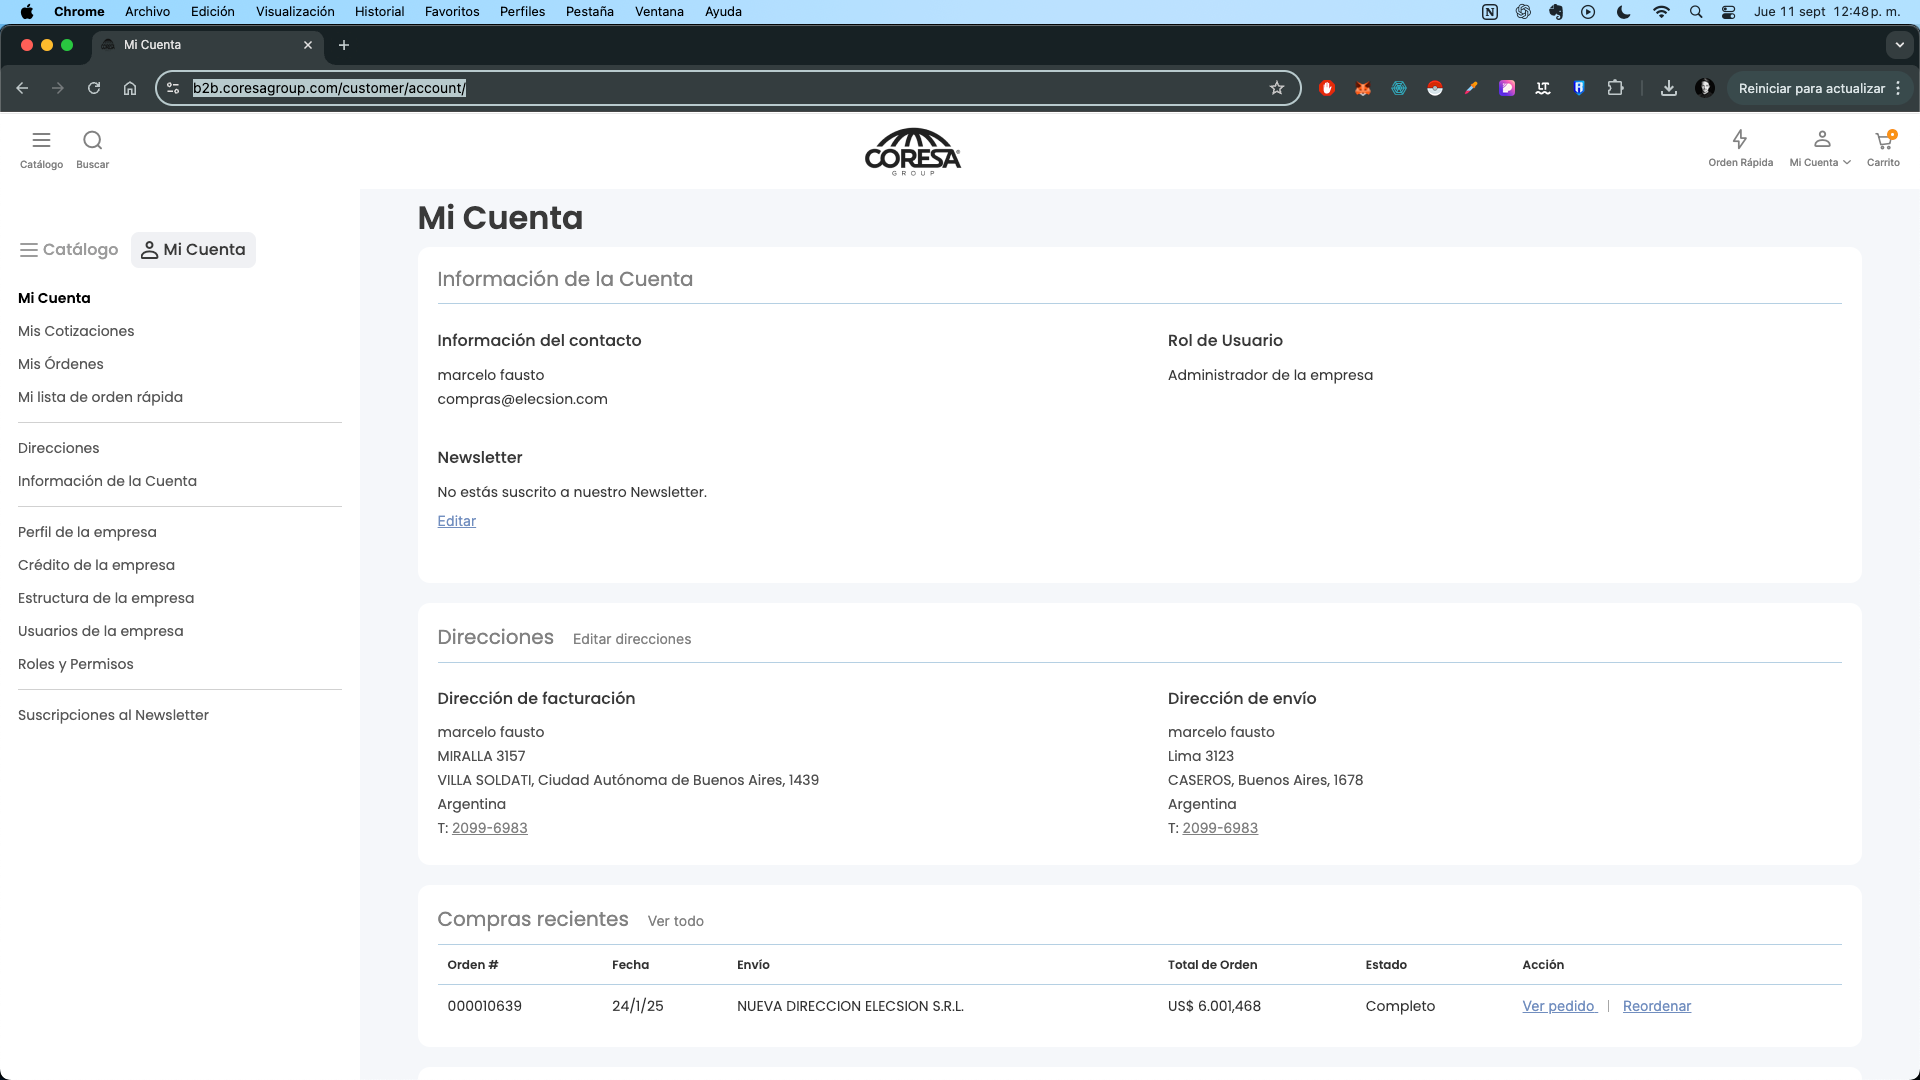 Chrome Archivo Edición Visualización Historial Favoritos Perfiles Pestaña Ventana Ayuda
Jue 11 sept 12:48 p. m.
Mi Cuenta
b2b.coresagroup.com/customer/account/
Reiniciar para actualizar
Catálogo
Buscar
CORESA
GROUP
Orden Rápida
Mi Cuenta
Carrito
Catálogo
Mi Cuenta
Mi Cuenta
Mis Cotizaciones
Mis Órdenes
Mi lista de orden rápida
Direcciones
Información de la Cuenta
Perfil de la empresa
Crédito de la empresa
Estructura de la empresa
Usuarios de la empresa
Roles y Permisos
Suscripciones al Newsletter
Mi Cuenta
Información de la Cuenta
Información del contacto
marcelo fausto
compras@elecsion.com
Rol de Usuario
Administrador de la empresa
Newsletter
No estás suscrito a nuestro Newsletter.
Editar
Direcciones Editar direcciones
Dirección de facturación
marcelo fausto
MIRALLA 3157
VILLA SOLDATI, Ciudad Autónoma de Buenos Aires, 1439
Argentina
T: 2099-6983
Dirección de envío
marcelo fausto
Lima 3123
CASEROS, Buenos Aires, 1678
Argentina
T: 2099-6983
Compras recientes Ver todo
Orden # Fecha Envío Total de Orden Estado Acción
000010639 24/1/25 NUEVA DIRECCION ELECSION S.R.L. US$ 6.001,468 Completo Ver pedido | Reordenar